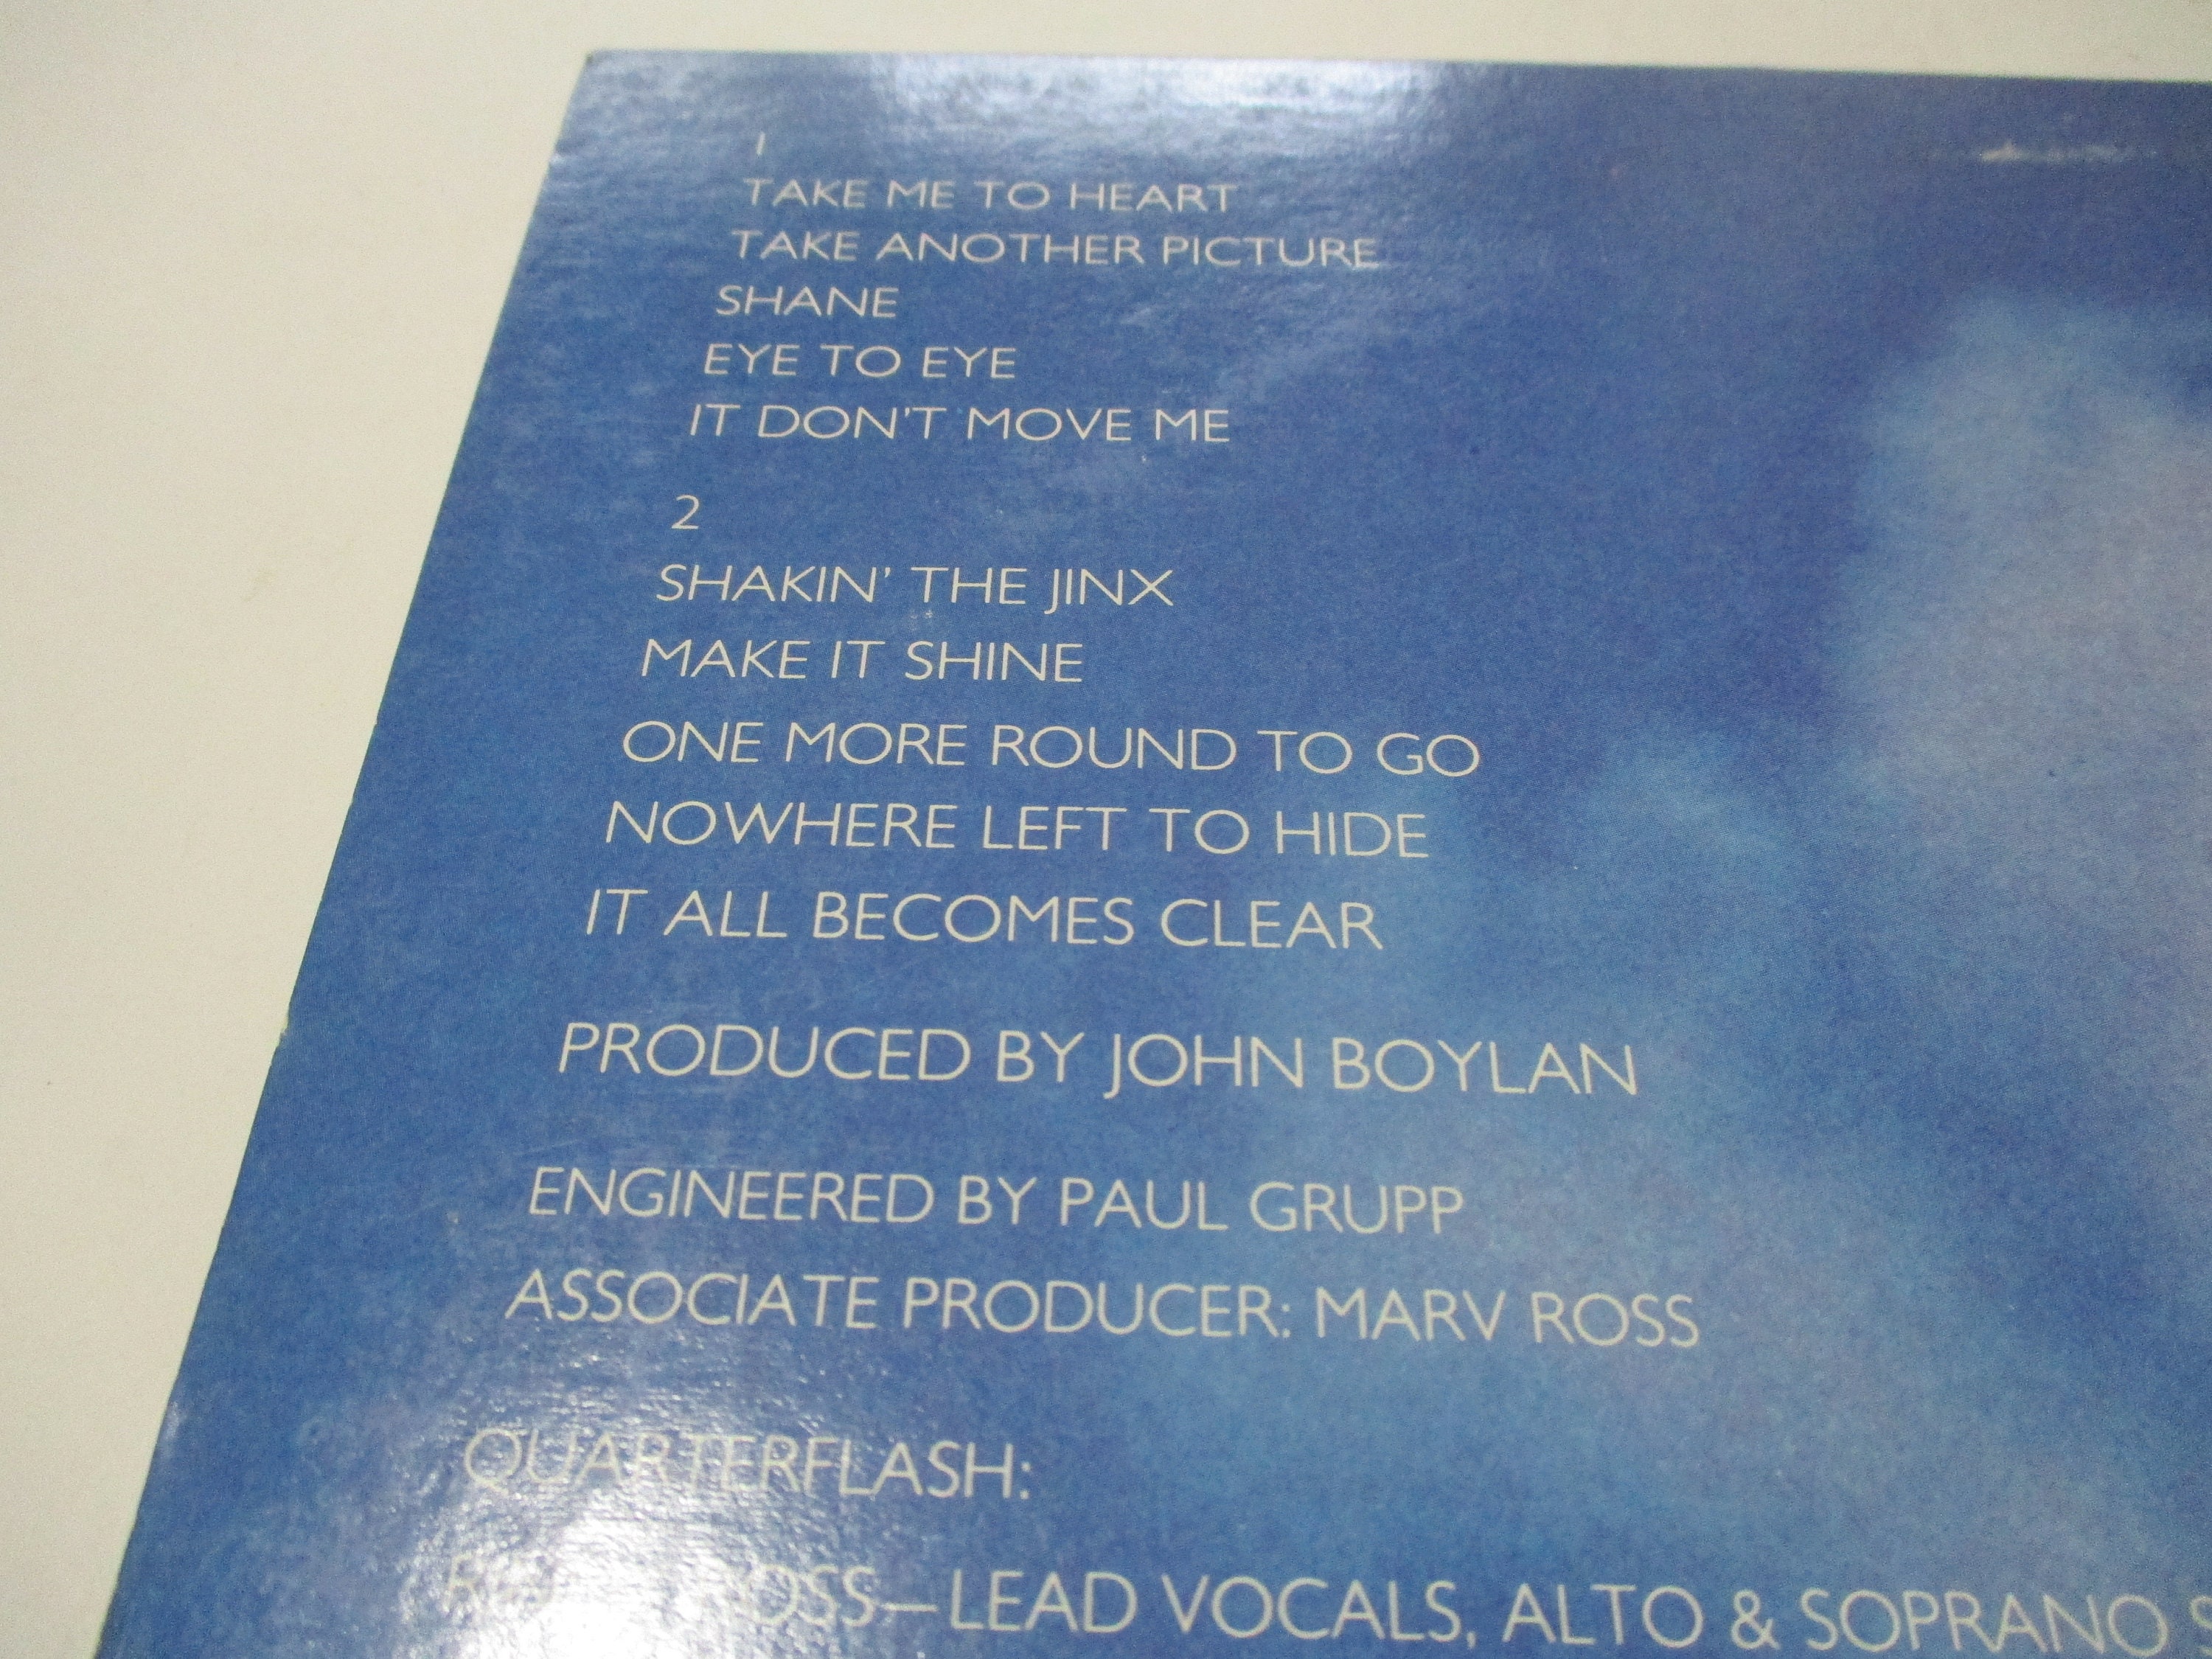 1
TAKE ME TO HEART
TAKE ANOTHER PICTURE
SHANE
EYE TO EYE
IT DON'T MOVE ME
2
SHAKIN' THE JINX
MAKE IT SHINE
ONE MORE ROUND TO GO
NOWHERE LEFT TO HIDE
IT ALL BECOMES CLEAR
PRODUCED BY JOHN BOYLAN
ENGINEERED BY PAUL GRUPP
ASSOCIATE PRODUCER: MARV ROSS
QUARTERFLASH:
ROSS—LEAD VOCALS, ALTO & SOPRANO